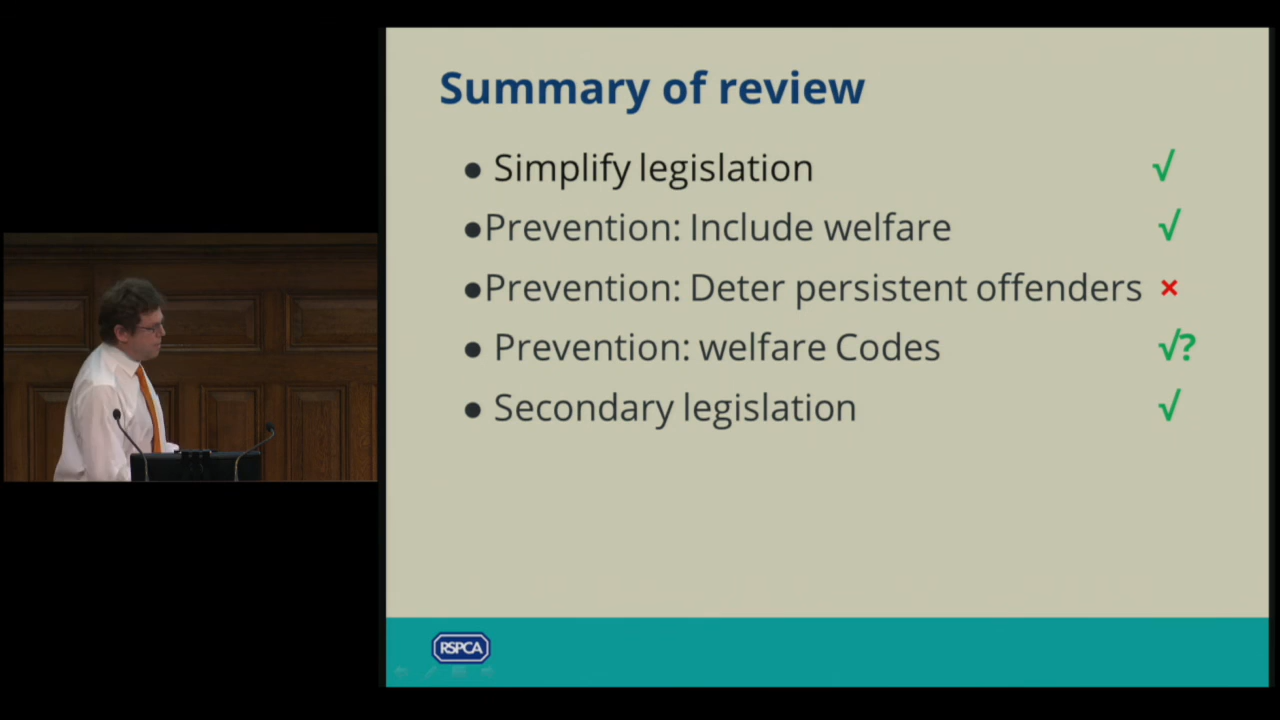 Summary of review
● Simplify legislation √
●Prevention: Include welfare √
●Prevention: Deter persistent offenders ×
● Prevention: welfare Codes √?
● Secondary legislation √
RSPCA